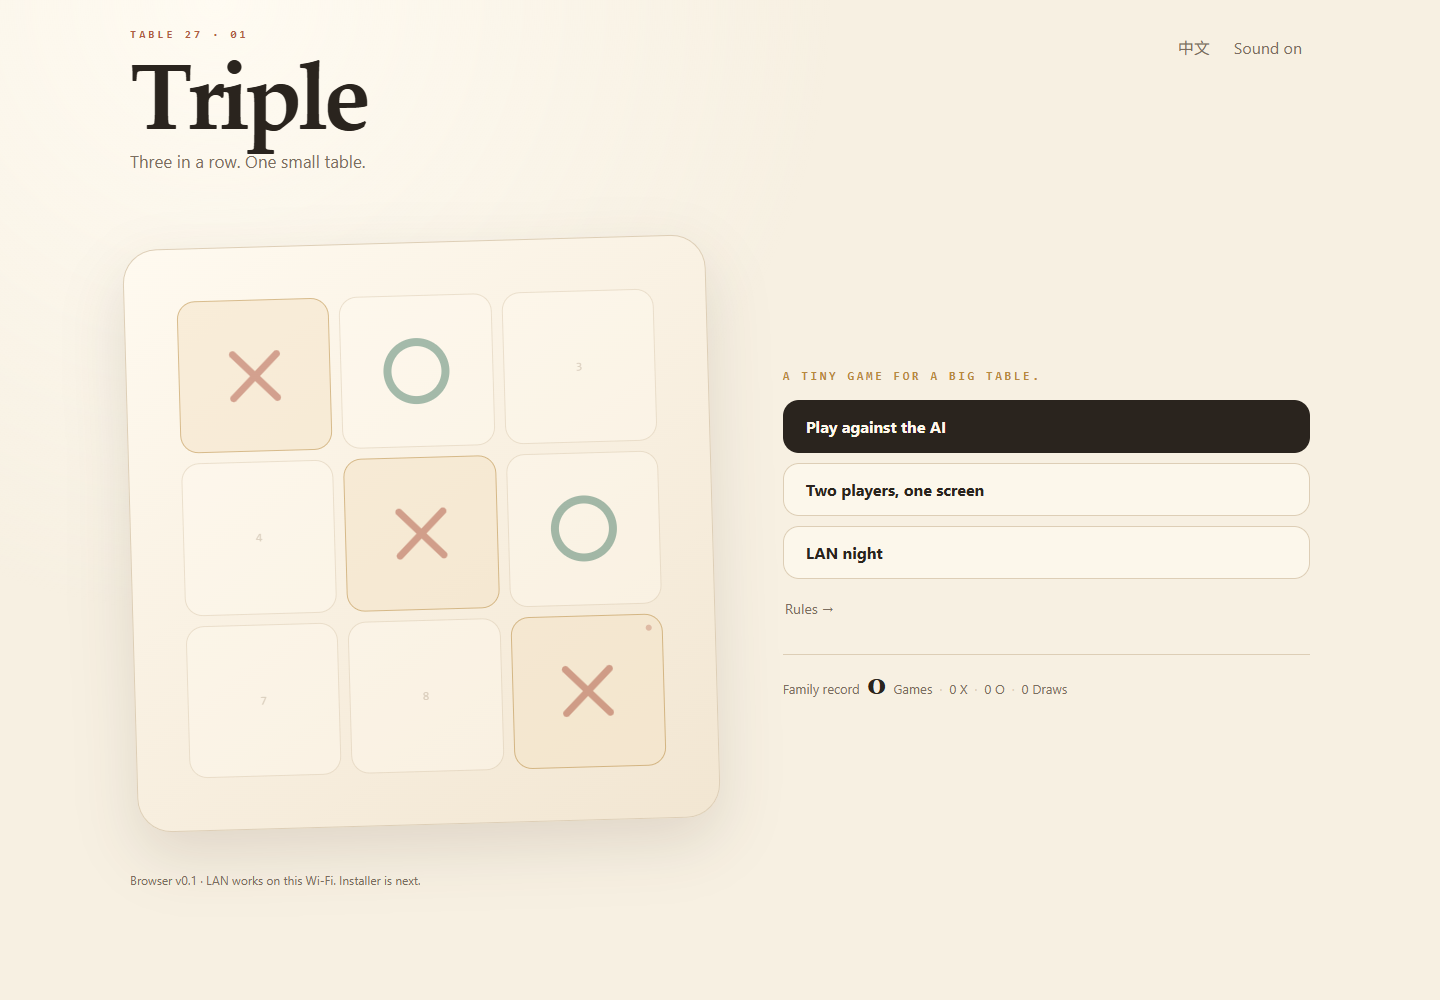 TABLE 27 · 01
Triple
Three in a row. One small table.
中文 Sound on
3
4
7
8
A TINY GAME FOR A BIG TABLE.
Play against the AI
Two players, one screen
LAN night
Rules →
Family record 0 Games · 0 X · 0 O · 0 Draws
Browser v0.1 · LAN works on this Wi-Fi. Installer is next.